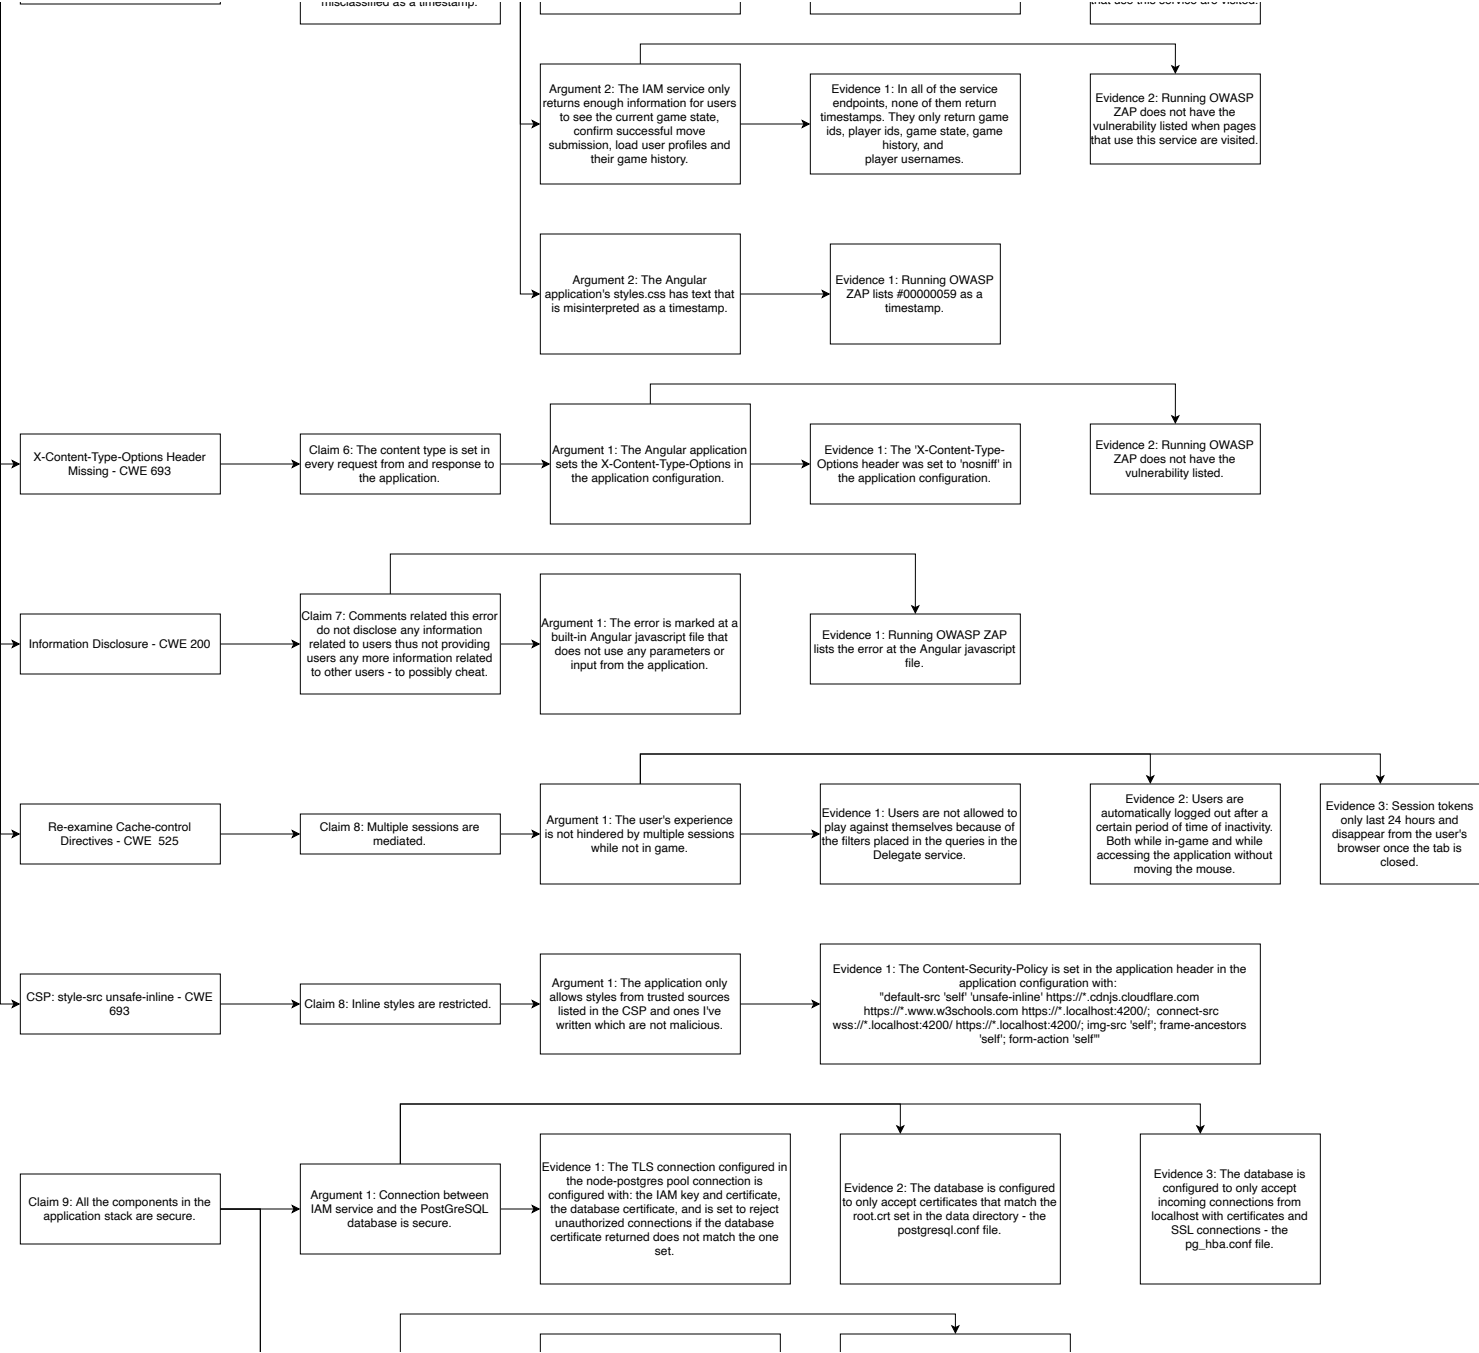 misclassified as a timestamp.
that use this service are visited.
Argument 2: The IAM service only
returns enough information for users
to see the current game state,
confirm successful move
submission, load user profiles and
their game history.
Evidence 1: In all of the service
endpoints, none of them return
timestamps. They only return game
ids, player ids, game state, game
history, and
player usernames.
Evidence 2: Running OWASP
ZAP does not have the
vulnerability listed when pages
that use this service are visited.
Argument 2: The Angular
application's styles.css has text that
is misinterpreted as a timestamp.
Evidence 1: Running OWASP
ZAP lists #00000059 as a
timestamp.
X-Content-Type-Options Header
Missing - CWE 693
Claim 6: The content type is set in
every request from and response to
the application.
Argument 1: The Angular application
sets the X-Content-Type-Options in
the application configuration.
Evidence 1: The 'X-Content-Type-
Options header was set to 'nosniff' in
the application configuration.
Evidence 2: Running OWASP
ZAP does not have the
vulnerability listed.
Information Disclosure - CWE 200
Claim 7: Comments related this error
do not disclose any information
related to users thus not providing
users any more information related
to other users - to possibly cheat.
Argument 1: The error is marked at a
built-in Angular javascript file that
does not use any parameters or
input from the application.
Evidence 1: Running OWASP ZAP
lists the error at the Angular javascript
file.
Re-examine Cache-control
Directives - CWE  525
Claim 8: Multiple sessions are
mediated.
Argument 1: The user's experience
is not hindered by multiple sessions
while not in game.
Evidence 1: Users are not allowed to
play against themselves because of
the filters placed in the queries in the
Delegate service.
Evidence 2: Users are
automatically logged out after a
certain period of time of inactivity.
Both while in-game and while
accessing the application without
moving the mouse.
Evidence 3: Session tokens
only last 24 hours and
disappear from the user's
browser once the tab is
closed.
CSP: style-src unsafe-inline - CWE
693
Claim 8: Inline styles are restricted.
Argument 1: The application only
allows styles from trusted sources
listed in the CSP and ones I've
written which are not malicious.
Evidence 1: The Content-Security-Policy is set in the application header in the
application configuration with:
"default-src 'self' 'unsafe-inline' https://*.cdnjs.cloudflare.com
https://*.www.w3schools.com https://*.localhost:4200/;  connect-src
wss://*.localhost:4200/ https://*.localhost:4200/; img-src 'self'; frame-ancestors
'self'; form-action 'self'"
Claim 9: All the components in the
application stack are secure.
Argument 1: Connection between
IAM service and the PostGreSQL
database is secure.
Evidence 1: The TLS connection configured in
the node-postgres pool connection is
configured with: the IAM key and certificate,
the database certificate, and is set to reject
unauthorized connections if the database
certificate returned does not match the one
set.
Evidence 2: The database is configured
to only accept certificates that match the
root.crt set in the data directory - the
postgresql.conf file.
Evidence 3: The database is
configured to only accept
incoming connections from
localhost with certificates and
SSL connections - the
pg_hba.conf file.